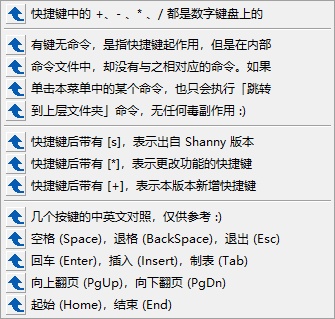 快捷键中的 +、- 、* 、/ 都是数字键盘上的
有键无命令，是指快捷键起作用，但是在内部
命令文件中，却没有与之相对应的命令。如果
单击本菜单中的某个命令，也只会执行「跳转
到上层文件夹」命令，无任何毒副作用 :)
快捷键后带有 [s]，表示出自 Shanny 版本
快捷键后带有 [*]，表示更改功能的快捷键
快捷键后带有 [+]，表示本版本新增快捷键
几个按键的中英文对照，仅供参考 :)
空格 (Space)，退格 (BackSpace)，退出 (Esc)
回车 (Enter)，插入 (Insert)，制表 (Tab)
向上翻页 (PgUp)，向下翻页 (PgDn)
起始 (Home)，结束 (End)